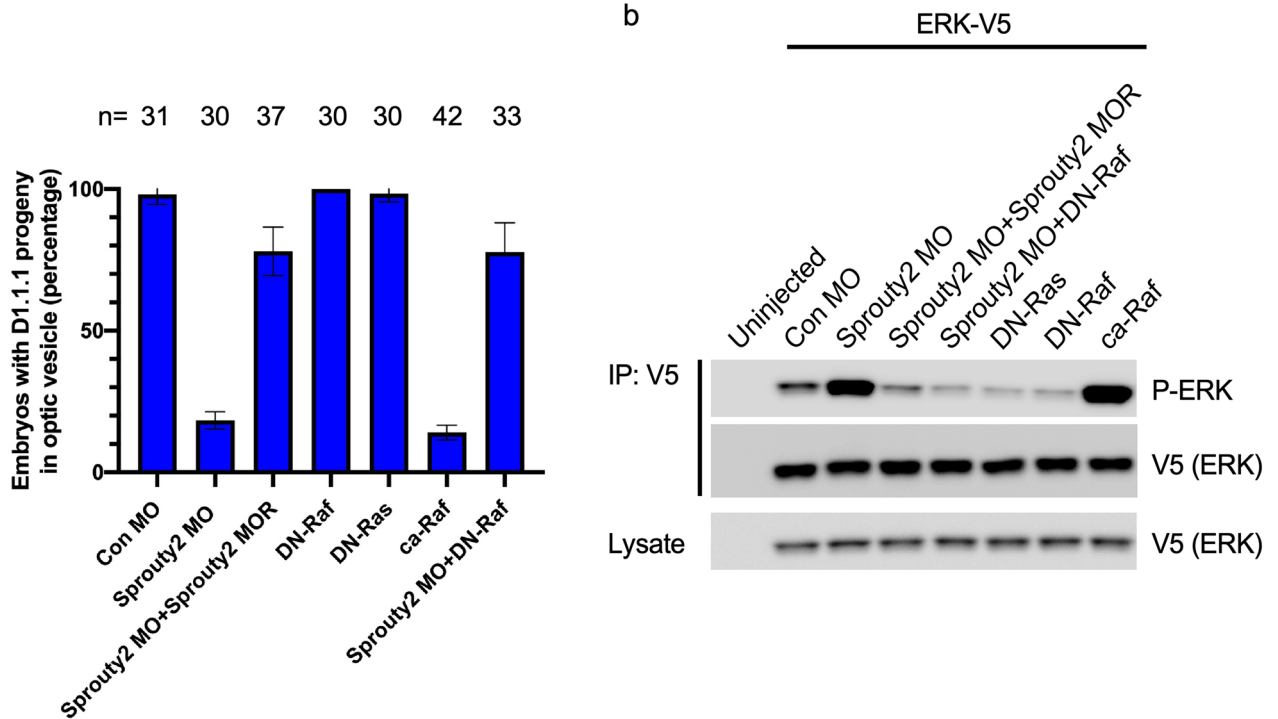 n= 31 30 37 30 30 42 33
Embryos with D1.1.1 progeny
in optic vesicle (percentage)
100
50
0
Con MO
Sprouty2 MO
Sprouty2 MO+Sprouty2 MOR
DN-Raf
DN-Ras
ca-Raf
Sprouty2 MO+DN-Raf
b
ERK-V5
Uninjected
Con MO
Sprouty2 MO
Sprouty2 MO+Sprouty2 MOR
Sprouty2 MO+DN-Raf
DN-Ras
DN-Raf
ca-Raf
IP: V5
P-ERK
V5 (ERK)
Lysate
V5 (ERK)